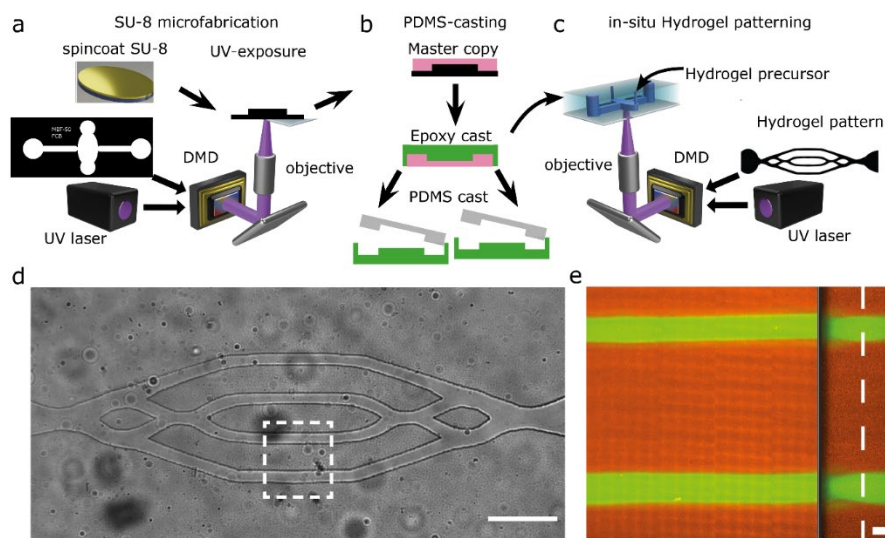 a
SU-8 microfabrication
spincoat SU-8
UV-exposure
DMD
objective
UV laser
b
PDMS-casting
Master copy
Epoxy cast
PDMS cast
c
in-situ Hydrogel patterning
Hydrogel precursor
Hydrogel pattern
objective
DMD
UV laser
d
e